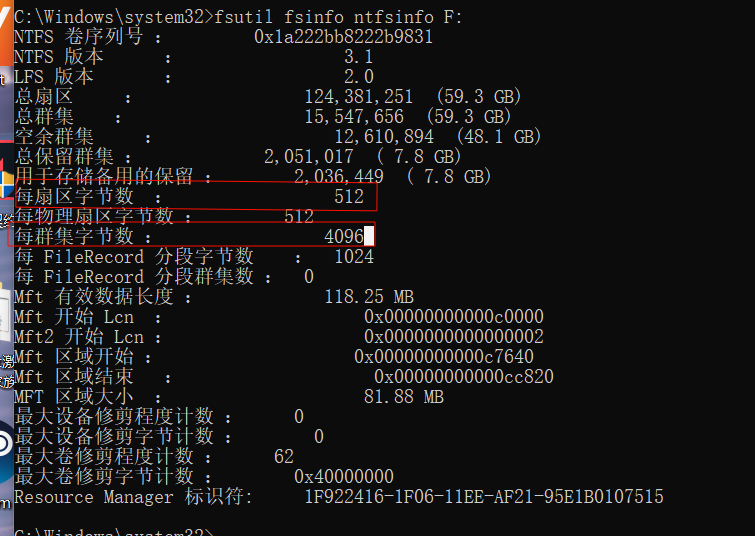 C:\Windows\system32>fsutil fsinfo ntfsinfo F:
NTFS 卷序列号 : 0x1a222bb8222b9831
NTFS 版本 : 3.1
LFS 版本 : 2.0
总扇区 : 124,381,251 (59.3 GB)
总群集 : 15,547,656 (59.3 GB)
空余群集 : 12,610,894 (48.1 GB)
总保留群集 : 2,051,017 ( 7.8 GB)
用于存储备用的保留 : 2,036,449 ( 7.8 GB)
每扇区字节数 : 512
每物理扇区字节数 : 512
每群集字节数 : 4096
每 FileRecord 分段字节数 : 1024
每 FileRecord 分段群集数 : 0
Mft 有效数据长度 : 118.25 MB
Mft 开始 Lcn : 0x00000000000c0000
Mft2 开始 Lcn : 0x0000000000000002
Mft 区域开始 : 0x00000000000c7640
Mft 区域结束 : 0x00000000000cc820
MFT 区域大小 : 81.88 MB
最大设备修剪程度计数 : 0
最大设备修剪字节计数 : 0
最大卷修剪程度计数 : 62
最大卷修剪字节计数 : 0x40000000
Resource Manager 标识符: 1F922416-1F06-11EE-AF21-95E1B0107515
C:\Windows\system32>